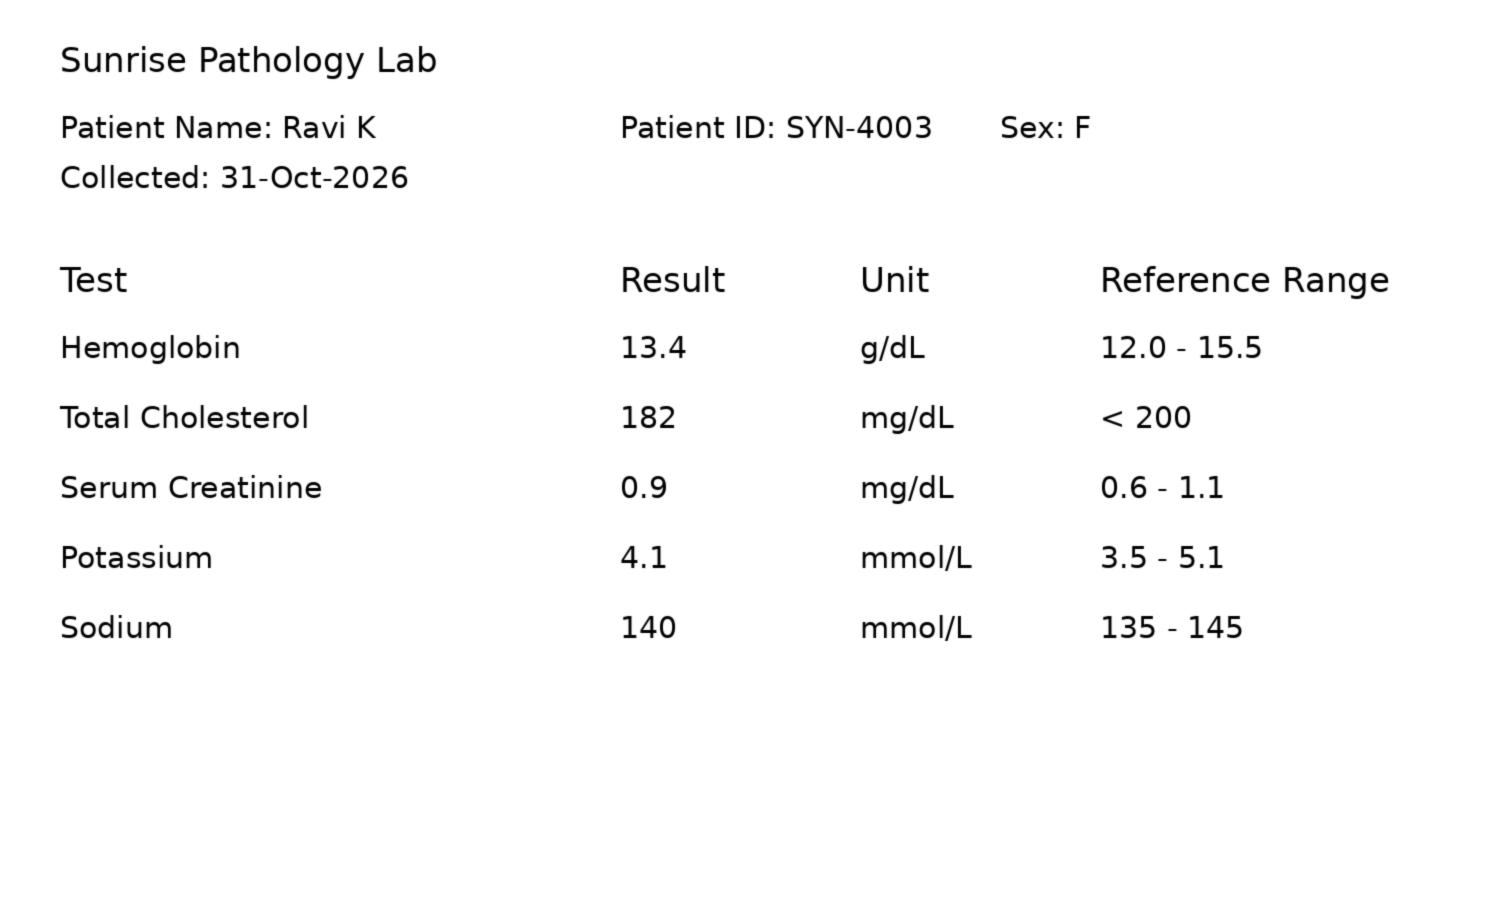 Sunrise Pathology Lab
Patient Name: Ravi K Patient ID: SYN-4003 Sex: F
Collected: 31-Oct-2026
Test Result Unit Reference Range
Hemoglobin 13.4 g/dL 12.0 - 15.5
Total Cholesterol 182 mg/dL < 200
Serum Creatinine 0.9 mg/dL 0.6 - 1.1
Potassium 4.1 mmol/L 3.5 - 5.1
Sodium 140 mmol/L 135 - 145